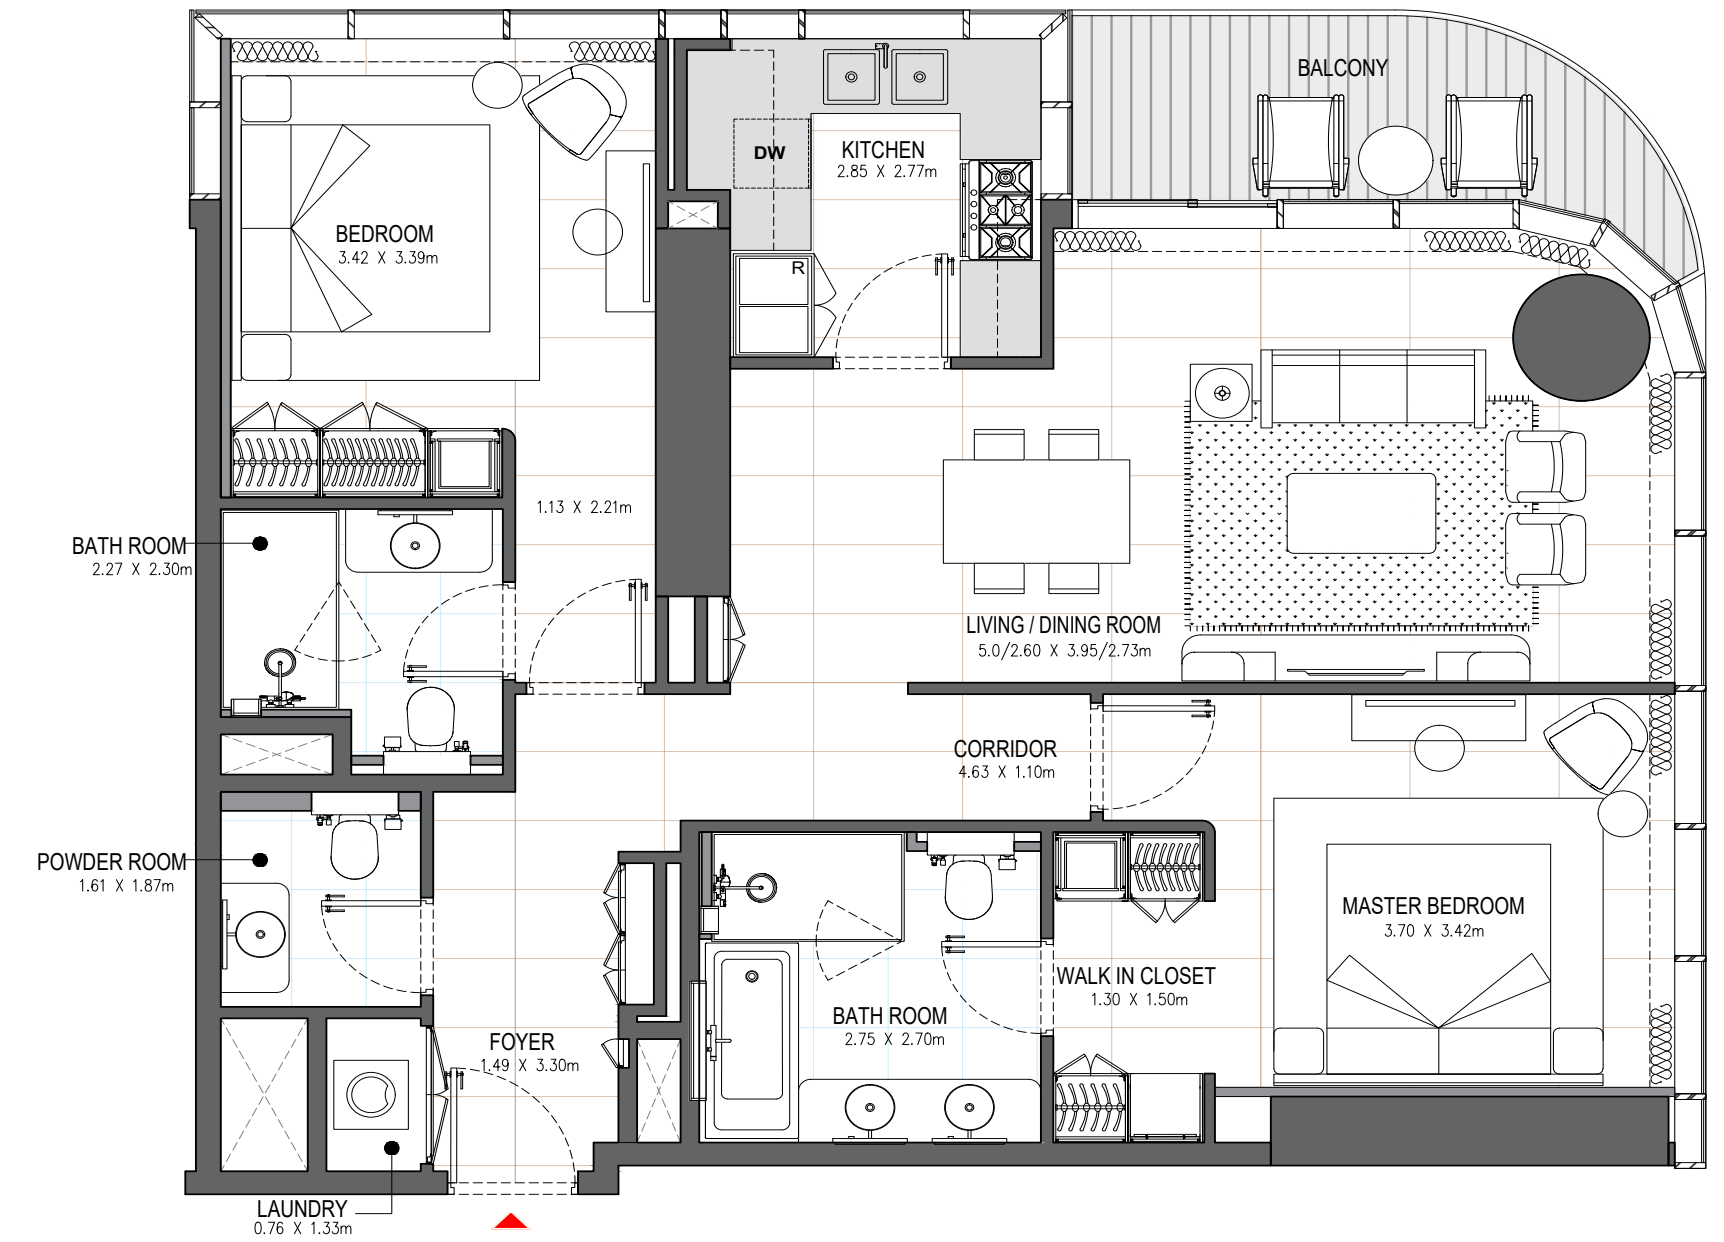 BALCONY
KITCHEN
2.85 X 2.77m
DW
R
BEDROOM
3.42 X 3.39m
1.13 X 2.21m
BATH ROOM
2.27 X 2.30m
LIVING / DINING ROOM
5.0/2.60 X 3.95/2.73m
CORRIDOR
4.63 X 1.10m
POWDER ROOM
1.61 X 1.87m
MASTER BEDROOM
3.70 X 3.42m
WALK IN CLOSET
1.30 X 1.50m
BATH ROOM
2.75 X 2.70m
FOYER
1.49 X 3.30m
LAUNDRY
0.76 X 1.33m